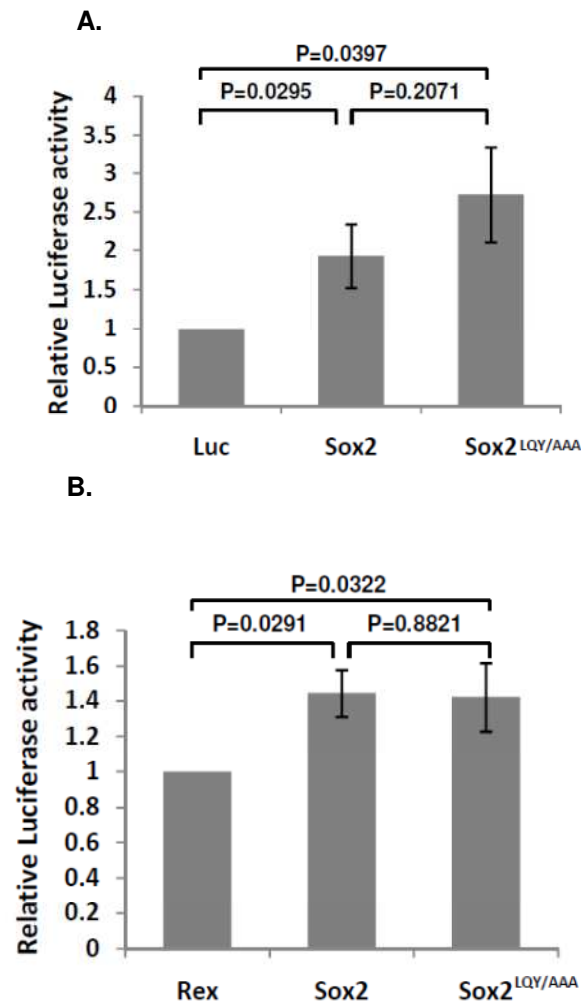 A.
P=0.0397
P=0.0295 P=0.2071
Relative Luciferase activity
4
3.5
3
2.5
2
1.5
1
0.5
0
Luc Sox2 Sox2LQY/AAA
B.
P=0.0322
P=0.0291 P=0.8821
Relative Luciferase activity
1.8
1.6
1.4
1.2
1
0.8
0.6
0.4
0.2
0
Rex Sox2 Sox2LQY/AAA